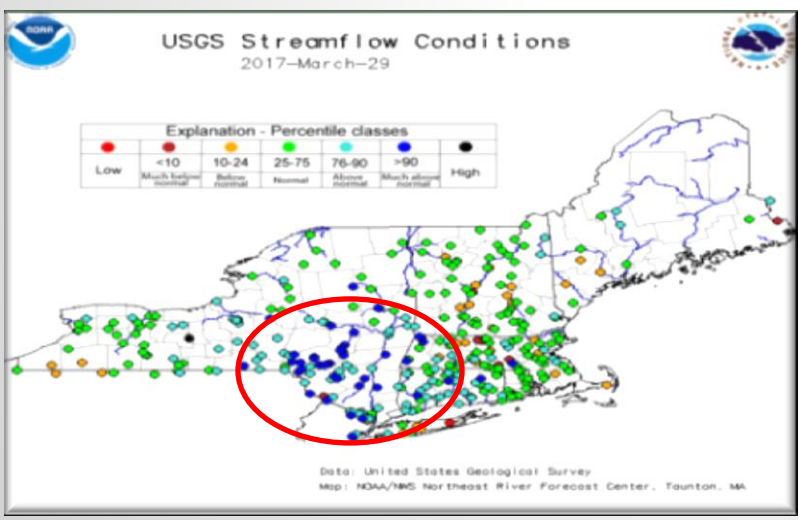 NOAA
USGS Streamflow Conditions
2017-March-29
Explanation - Percentile classes
Low
<10
10-24
25-75
76-90
>90
High
Much below normal
Below normal
Normal
Above normal
Much above normal
Data: United States Geological Survey
Map: NOAA/NWS Northeast River Forecast Center, Taunton, MA